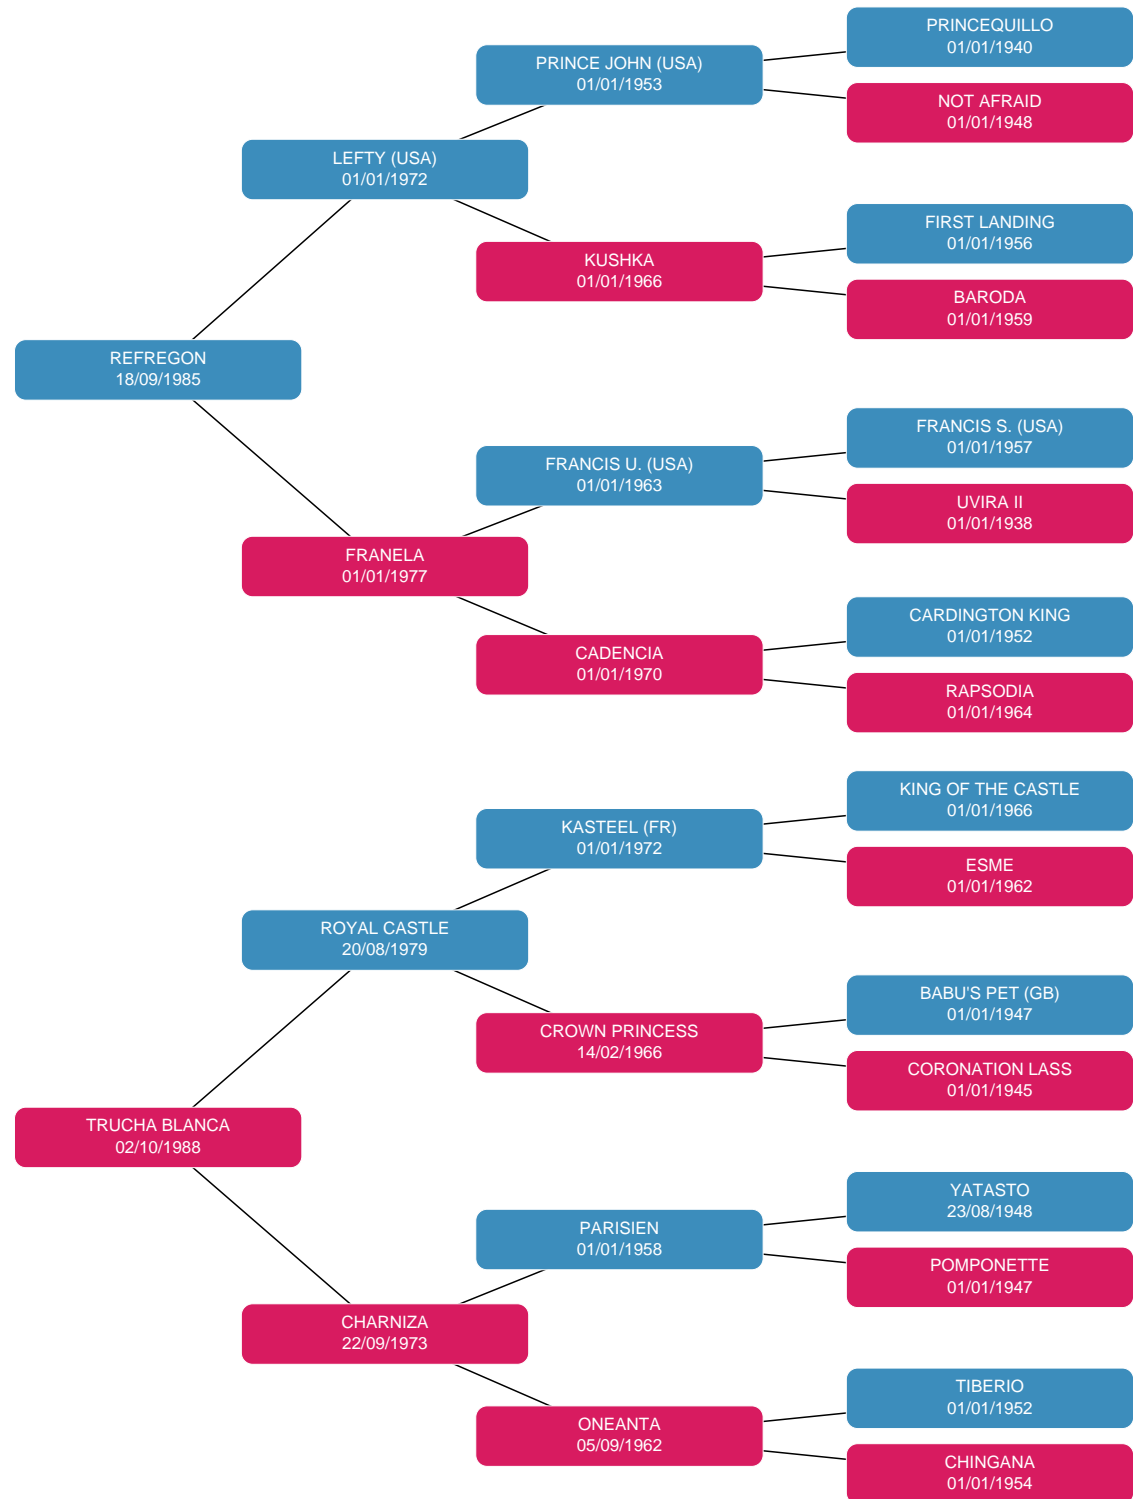 PRINCEQUILLO
01/01/1940
PRINCE JOHN (USA)
01/01/1953
NOT AFRAID
01/01/1948
LEFTY (USA)
01/01/1972
FIRST LANDING
01/01/1956
KUSHKA
01/01/1966
BARODA
01/01/1959
REFREGON
18/09/1985
FRANCIS S. (USA)
01/01/1957
FRANCIS U. (USA)
01/01/1963
UVIRA II
01/01/1938
FRANELA
01/01/1977
CARDINGTON KING
01/01/1952
CADENCIA
01/01/1970
RAPSODIA
01/01/1964
KING OF THE CASTLE
01/01/1966
KASTEEL (FR)
01/01/1972
ESME
01/01/1962
ROYAL CASTLE
20/08/1979
BABU'S PET (GB)
01/01/1947
CROWN PRINCESS
14/02/1966
CORONATION LASS
01/01/1945
TRUCHA BLANCA
02/10/1988
YATASTO
23/08/1948
PARISIEN
01/01/1958
POMPONETTE
01/01/1947
CHARNIZA
22/09/1973
TIBERIO
01/01/1952
ONEANTA
05/09/1962
CHINGANA
01/01/1954